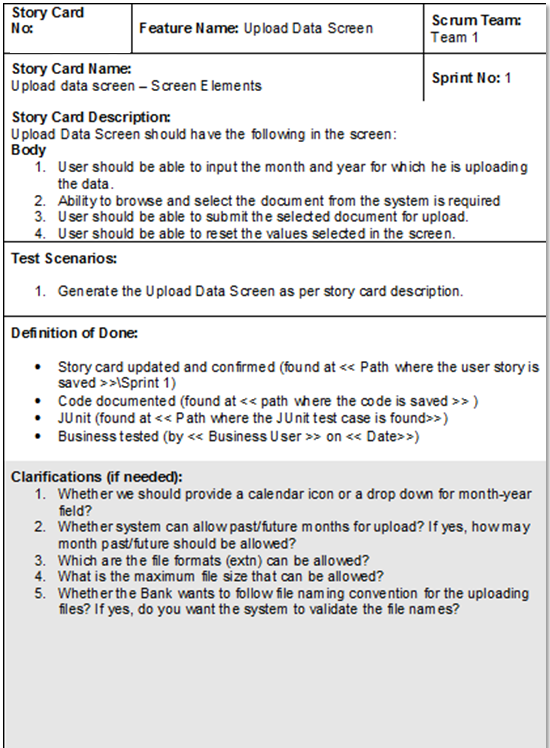 Story Card
No:
Feature Name: Upload Data Screen
Scrum Team:
Team 1
Story Card Name:
Upload data screen – Screen Elements
Sprint No: 1
Story Card Description:
Upload Data Screen should have the following in the screen:
Body
1. User should be able to input the month and year for which he is uploading
the data.
2. Ability to browse and select the document from the system is required
3. User should be able to submit the selected document for upload.
4. User should be able to reset the values selected in the screen.
Test Scenarios:
1. Generate the Upload Data Screen as per story card description.
Definition of Done:
• Story card updated and confirmed (found at << Path where the user story is
saved >>\Sprint 1)
• Code documented (found at << path where the code is saved >> )
• JUnit (found at << Path where the JUnit test case is found>>)
• Business tested (by << Business User >> on << Date>>)
Clarifications (if needed):
1. Whether we should provide a calendar icon or a drop down for month-year
field?
2. Whether system can allow past/future months for upload? If yes, how may
month past/future should be allowed?
3. Which are the file formats (extn) can be allowed?
4. What is the maximum file size that can be allowed?
5. Whether the Bank wants to follow file naming convention for the uploading
files? If yes, do you want the system to validate the file names?